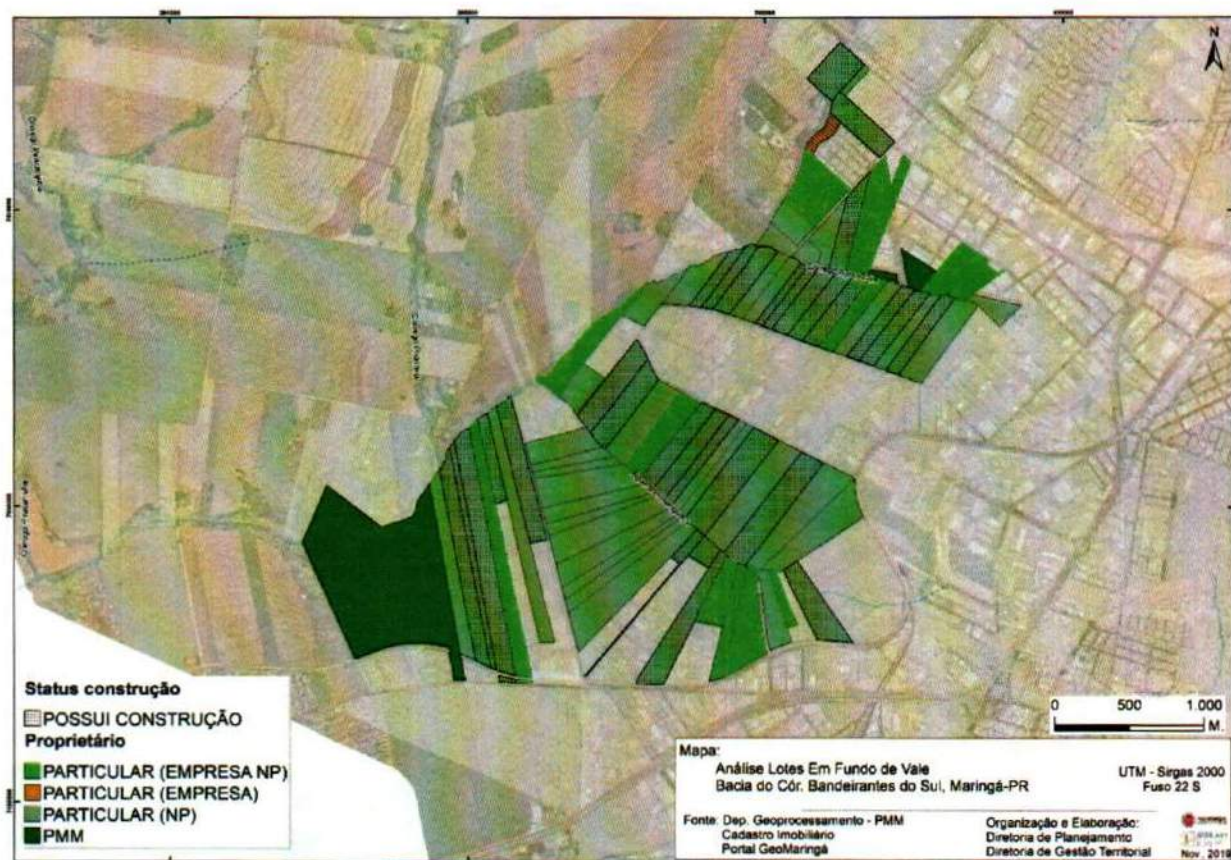 N
Status construção
POSSUI CONSTRUÇÃO
Proprietário
PARTICULAR (EMPRESA NP)
PARTICULAR (EMPRESA)
PARTICULAR (NP)
PMM
0 500 1.000
M.
Mapa:
Análise Lotes Em Fundo de Vale
Bacia do Cór. Bandeirantes do Sul, Maringá-PR
UTM - Sirgas 2000
Fuso 22 S
Fonte: Dep. Geoprocessamento - PMM
Cadastro Imobiliário
Portal GeoMaringá
Organização e Elaboração:
Diretoria de Planejamento
Diretoria de Gestão Territorial